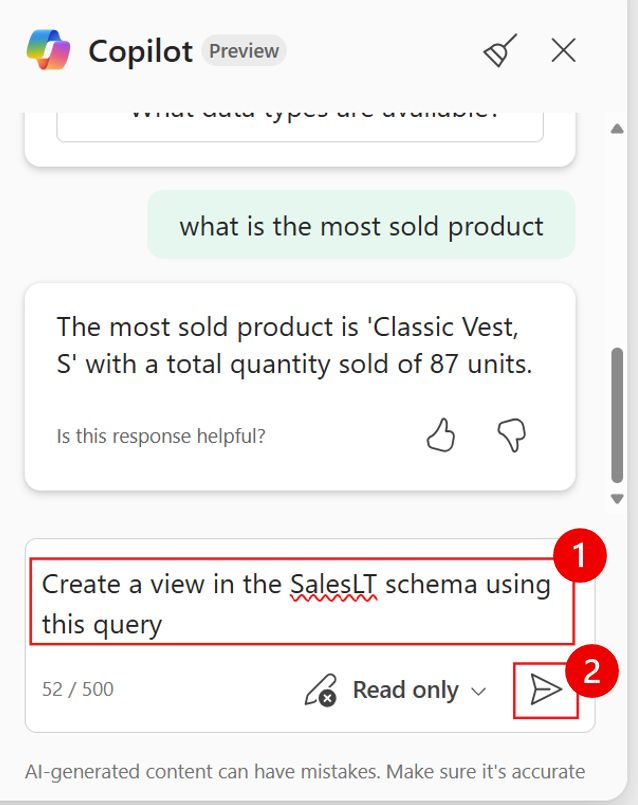 Copilot Preview
What data types are available?
what is the most sold product
The most sold product is 'Classic Vest,
S' with a total quantity sold of 87 units.
Is this response helpful?
1
Create a view in the SalesLT schema using
this query
2
52 / 500
Read only
AI-generated content can have mistakes. Make sure it's accurate